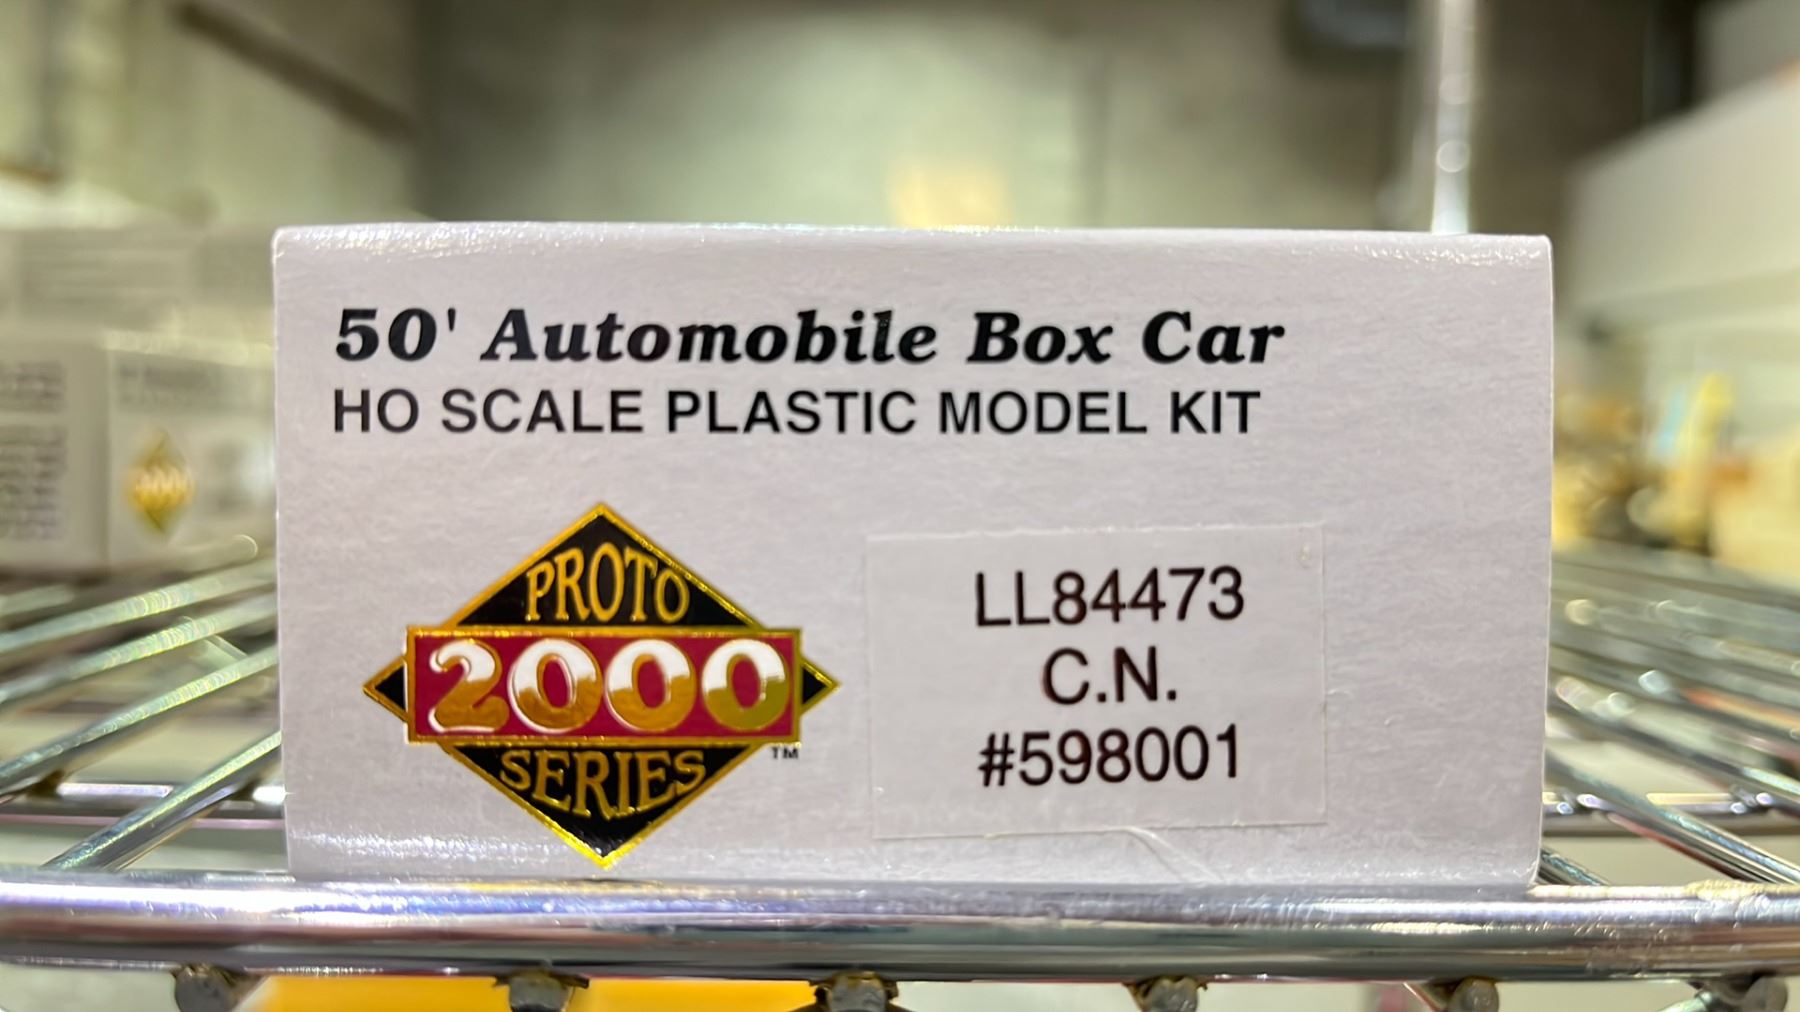 50' Automobile Box Car
HO SCALE PLASTIC MODEL KIT
PROTO
2000
SERIES
TM
LL84473
C.N.
#598001